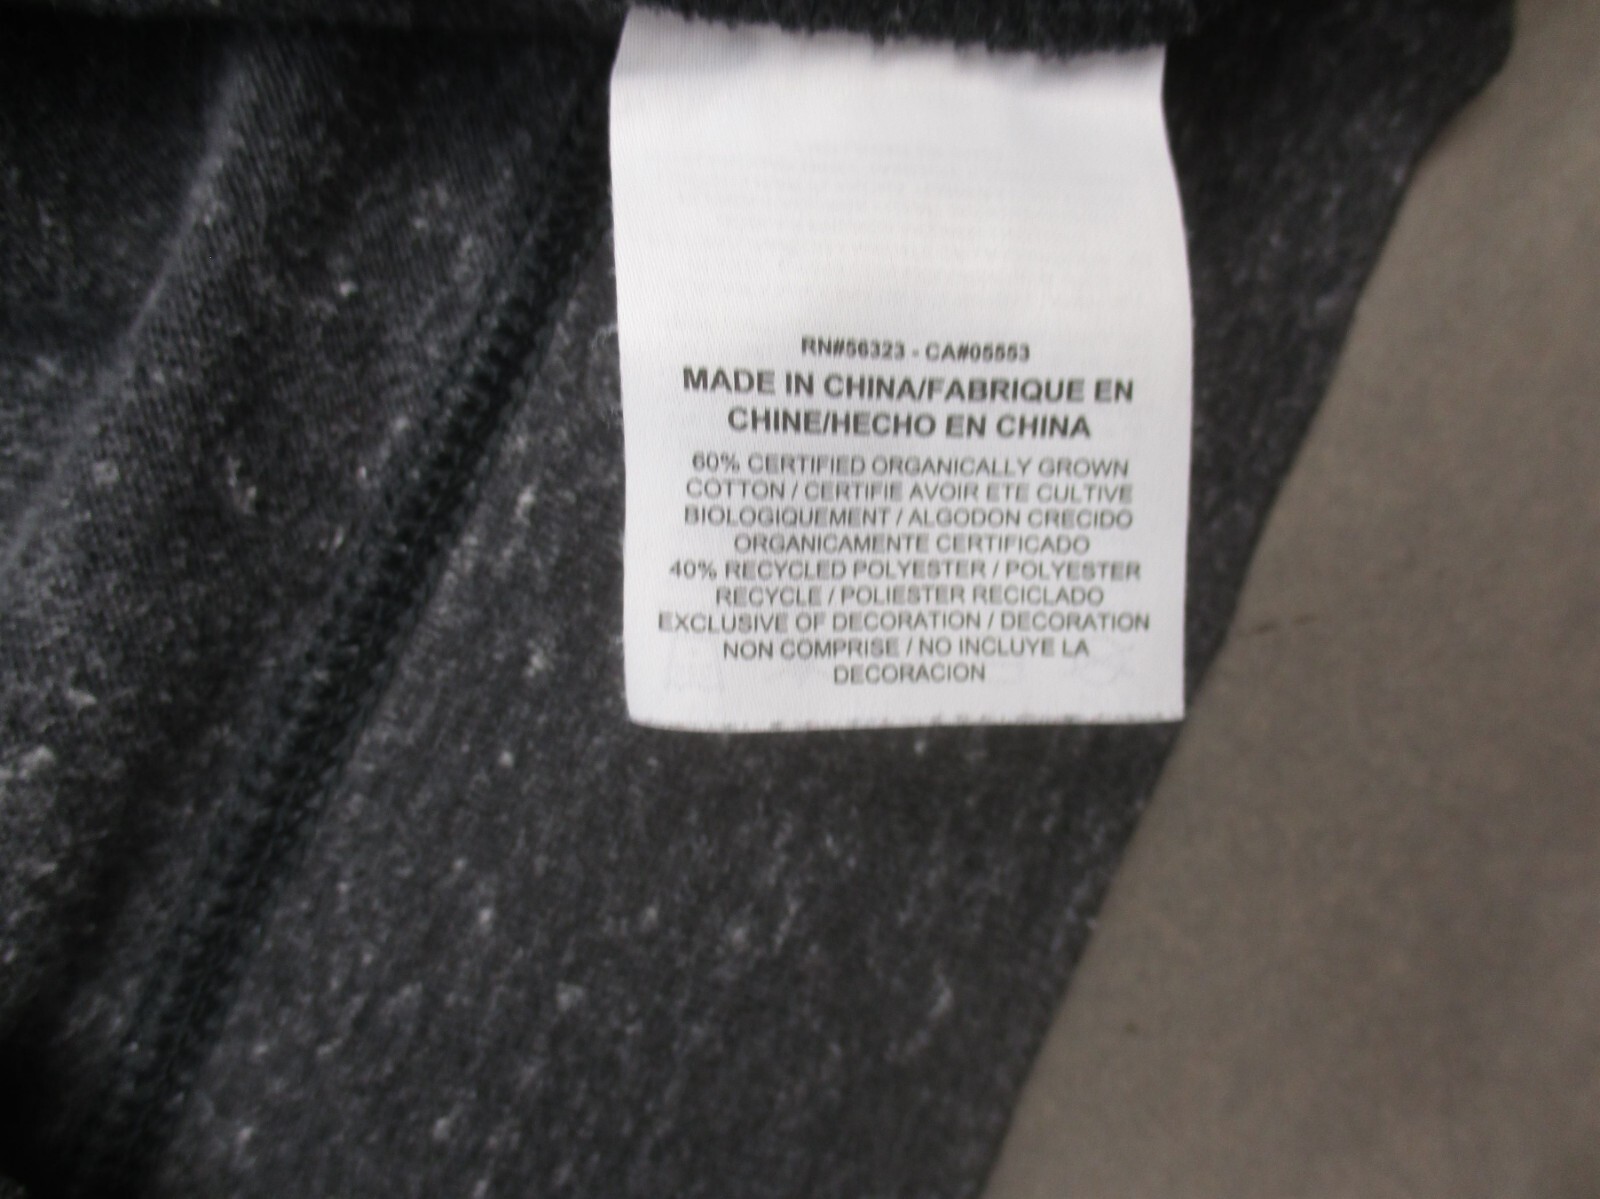 RN#56323 - CA#05553
MADE IN CHINA/FABRIQUE EN
CHINE/HECHO EN CHINA
60% CERTIFIED ORGANICALLY GROWN
COTTON / CERTIFIE AVOIR ETE CULTIVE
BIOLOGIQUEMENT / ALGODON CRECIDO
ORGANICAMENTE CERTIFICADO
40% RECYCLED POLYESTER / POLYESTER
RECYCLE / POLIESTER RECICLADO
EXCLUSIVE OF DECORATION / DECORATION
NON COMPRISE / NO INCLUYE LA
DECORACION